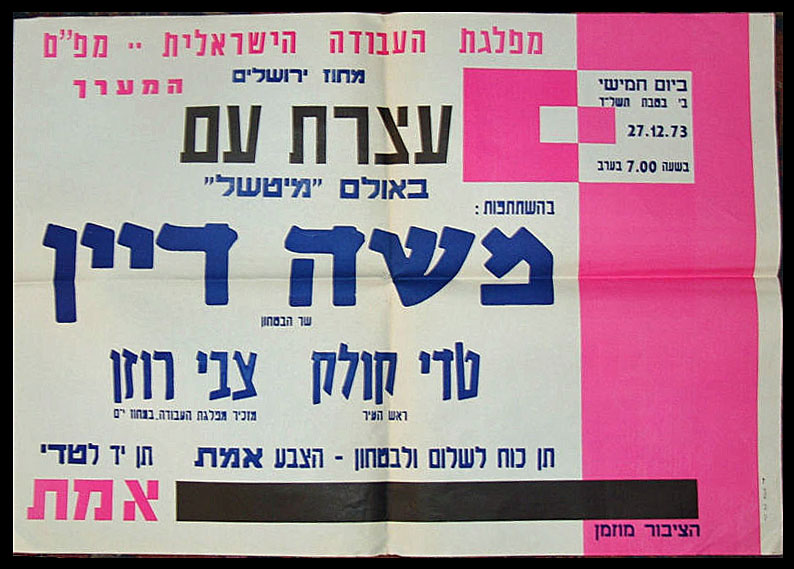 מפלגת העבודה הישראלית -- מפ"ם
מחוז ירושלים
המערך
עצרת עם
באולם "מיטשל"
ביום חמישי
ב' בטבת תשל"ד
27.12.73
בשעה 7.00 בערב
בהשתתפות:
משה דיין
שר הבטחון
טדי קולק
ראש העיר
צבי רוזן
מזכיר מפלגת העבודה, במחוז י-ם
תן כוח לשלום ולבטחון - הצבע אמת
תן יד לטדי
אמת
הציבור מוזמן